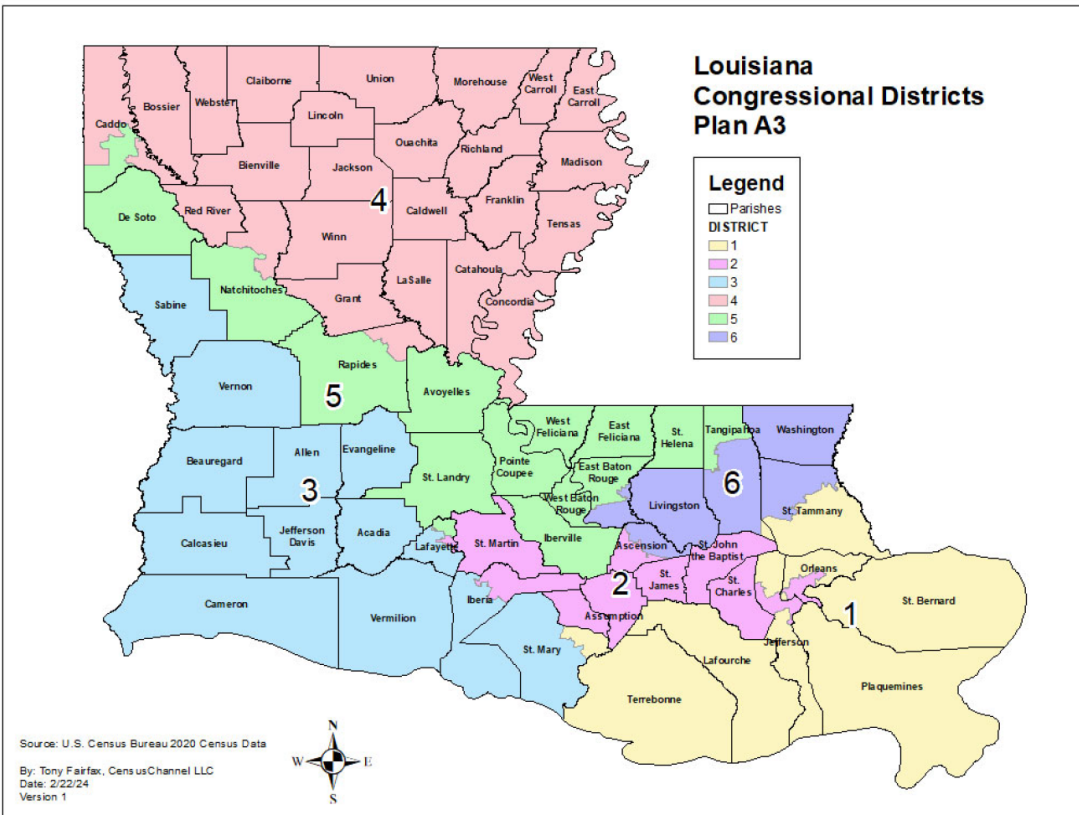 Louisiana
Congressional Districts
Plan A3
Legend
Parishes
DISTRICT
1
2
3
4
5
6
Caddo
Bossier
Webster
Claiborne
Union
Morehouse
West
Carroll
East
Carroll
Lincoln
Ouachita
Richland
Madison
Bienville
Jackson
De Soto
Red River
4
Caldwell
Franklin
Tensas
Winn
Natchitoches
Sabine
Grant
LaSalle
Catahoula
Concordia
Rapides
5
Avoyelles
Vernon
Beauregard
Allen
Evangeline
3
St. Landry
West
Feliciana
East
Feliciana
St.
Helena
Tangipahoa
Washington
Pointe
Coupee
East Baton
Rouge
West Baton
Rouge
Livingston
6
St. Tammany
Calcasieu
Jefferson
Davis
Acadia
Lafayette
St. Martin
Iberville
Ascension
St. John
the Baptist
Orleans
St. Bernard
Cameron
Vermilion
Iberia
2
St.
James
St.
Charles
1
Assumption
St. Mary
Jefferson
Lafourche
Terrebonne
Plaquemines
Source: U.S. Census Bureau 2020 Census Data
By: Tony Fairfax, CensusChannel LLC
Date: 2/22/24
Version 1
N
W
E
S